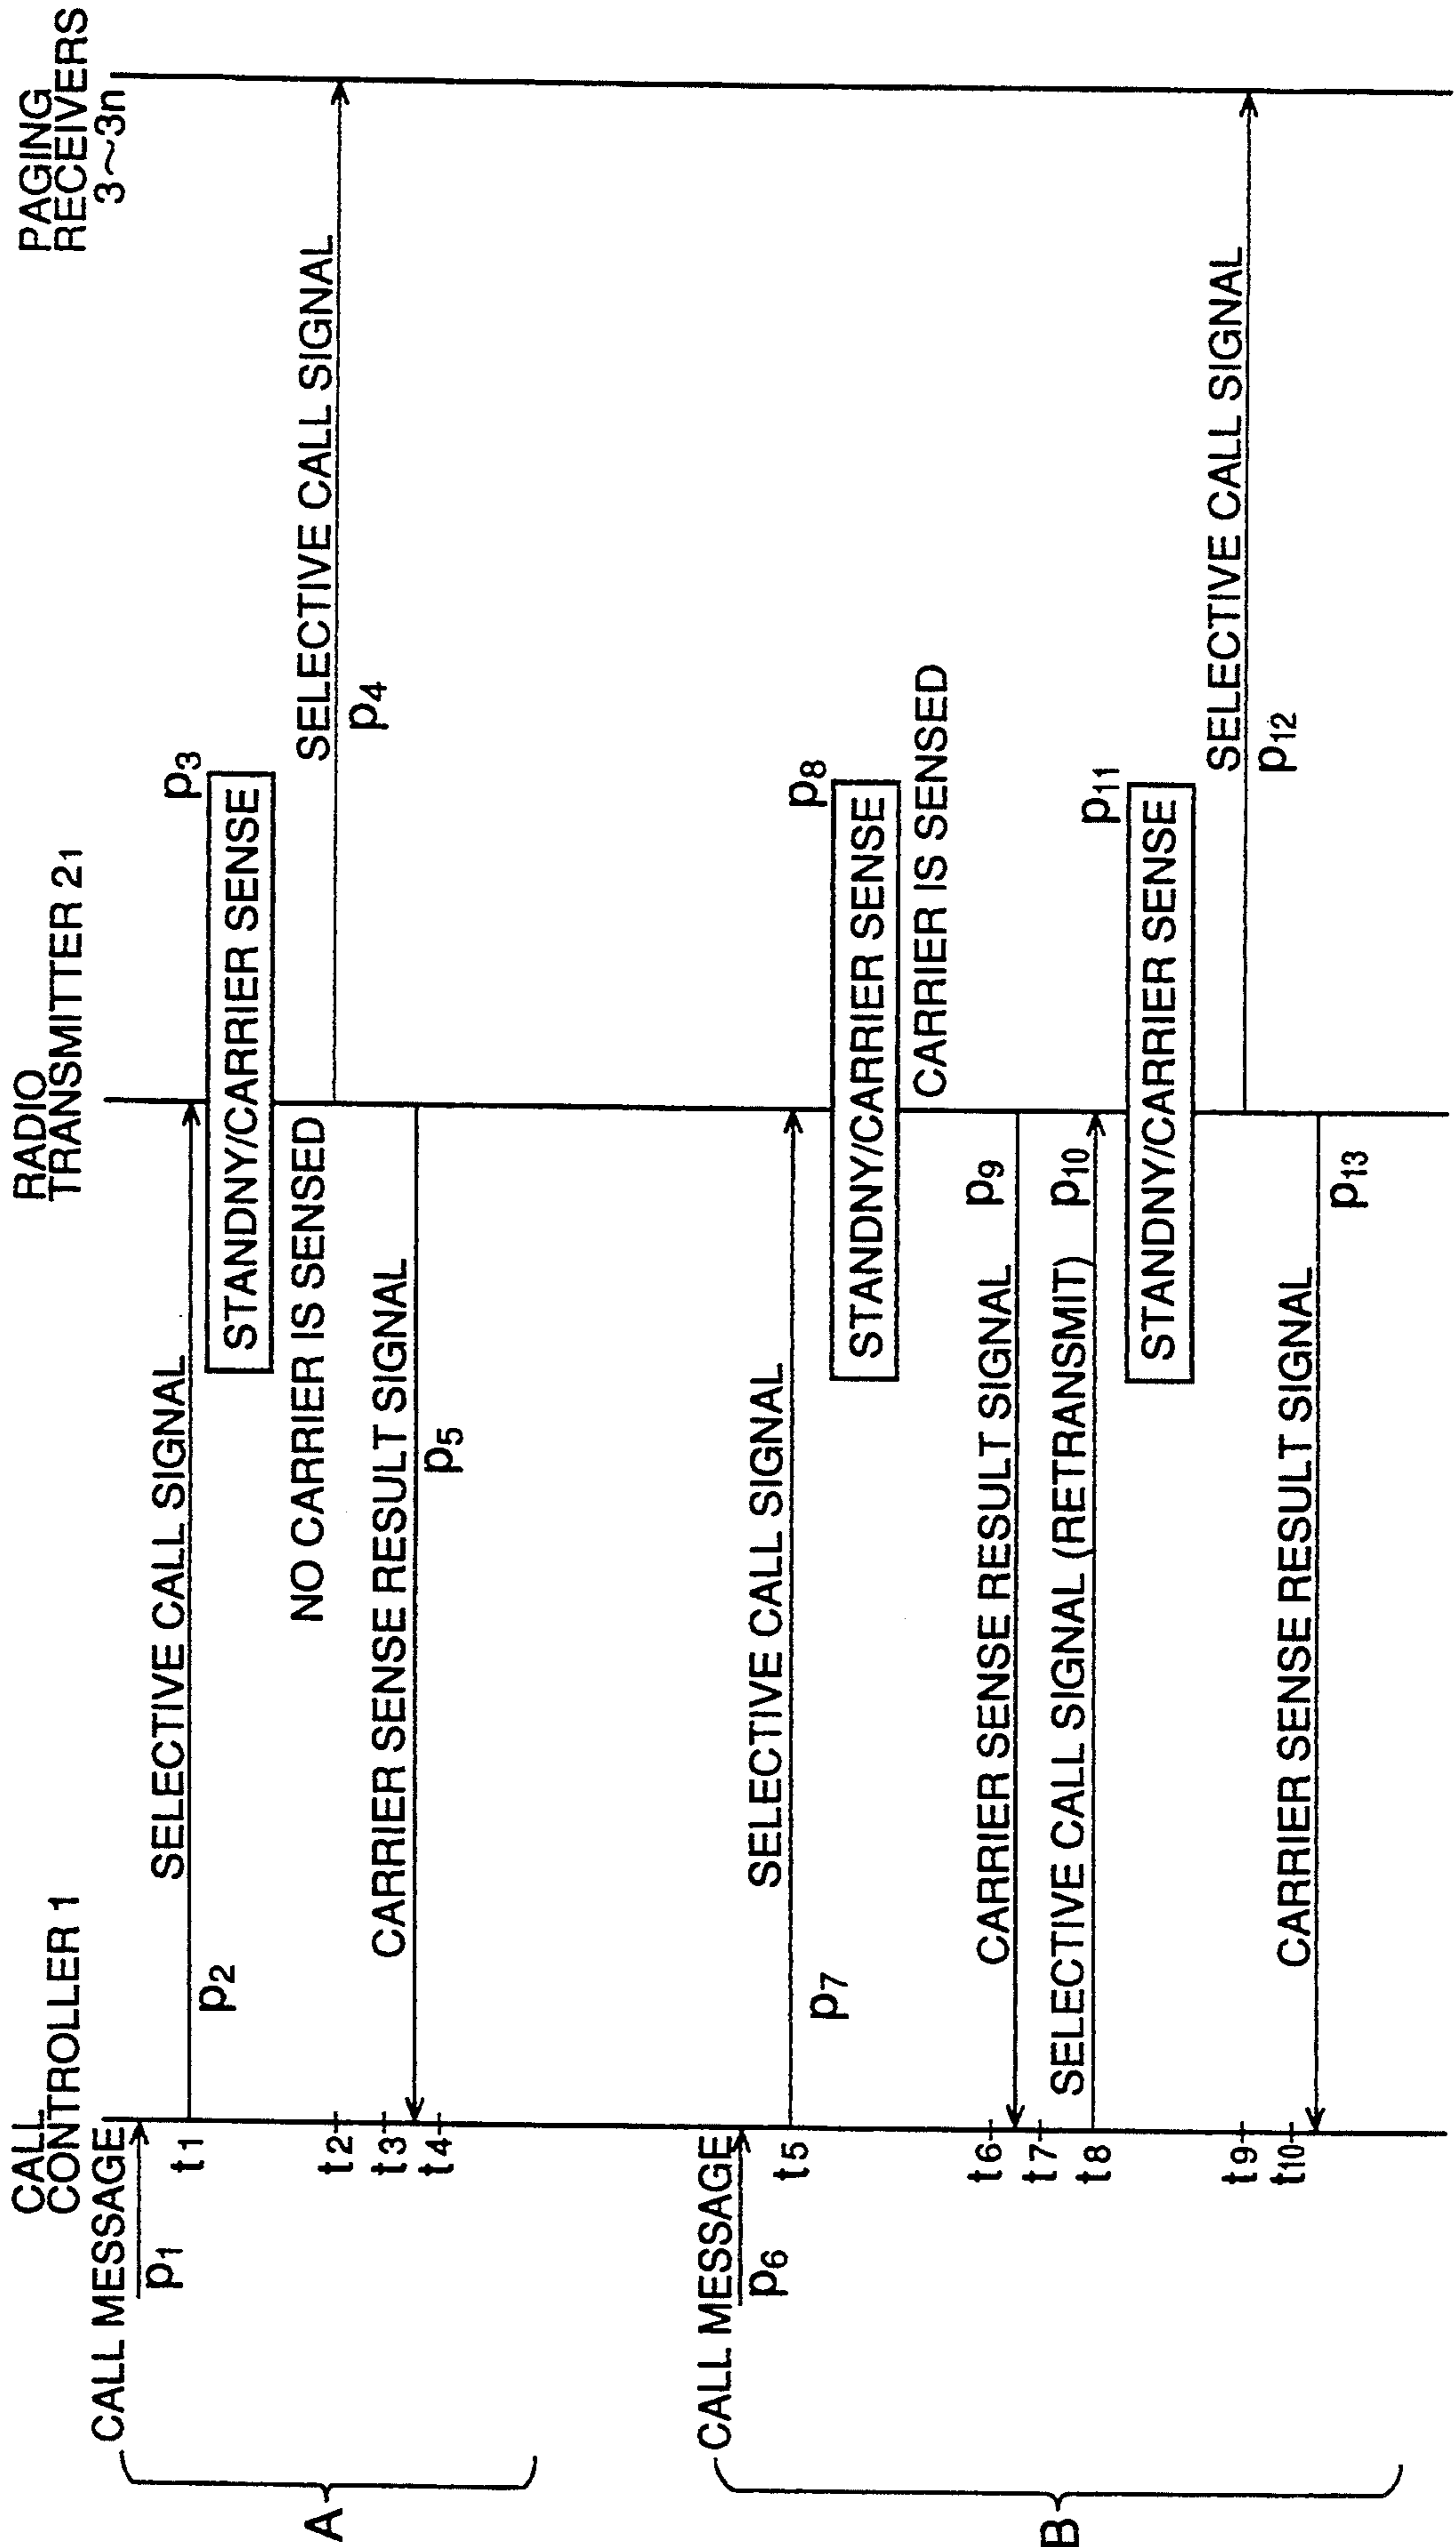 CALL
CONTROLLER 1
RADIO
TRANSMITTER 21
PAGING
RECEIVERS
3~3n
A
CALL MESSAGE
p1
t1
SELECTIVE CALL SIGNAL
p2
p3
STANDNY/CARRIER SENSE
NO CARRIER IS SENSED
t2
SELECTIVE CALL SIGNAL
p4
t3
CARRIER SENSE RESULT SIGNAL
p5
t4
B
CALL MESSAGE
p6
t5
SELECTIVE CALL SIGNAL
p7
p8
STANDNY/CARRIER SENSE
CARRIER IS SENSED
t6
CARRIER SENSE RESULT SIGNAL
p9
t7
SELECTIVE CALL SIGNAL (RETRANSMIT)
p10
t8
p11
STANDNY/CARRIER SENSE
t9
SELECTIVE CALL SIGNAL
p12
t10
CARRIER SENSE RESULT SIGNAL
p13